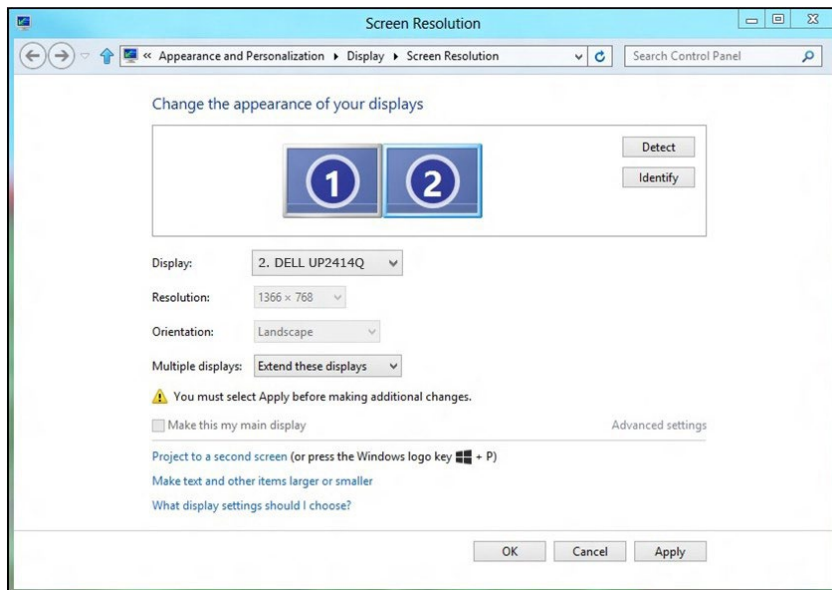 Screen Resolution
« Appearance and Personalization Display Screen Resolution
Search Control Panel
Change the appearance of your displays
1 2
Detect
Identify
Display: 2. DELL UP2414Q
Resolution: 1366 × 768
Orientation: Landscape
Multiple displays: Extend these displays
You must select Apply before making additional changes.
Make this my main display Advanced settings
Project to a second screen (or press the Windows logo key + P)
Make text and other items larger or smaller
What display settings should I choose?
OK Cancel Apply